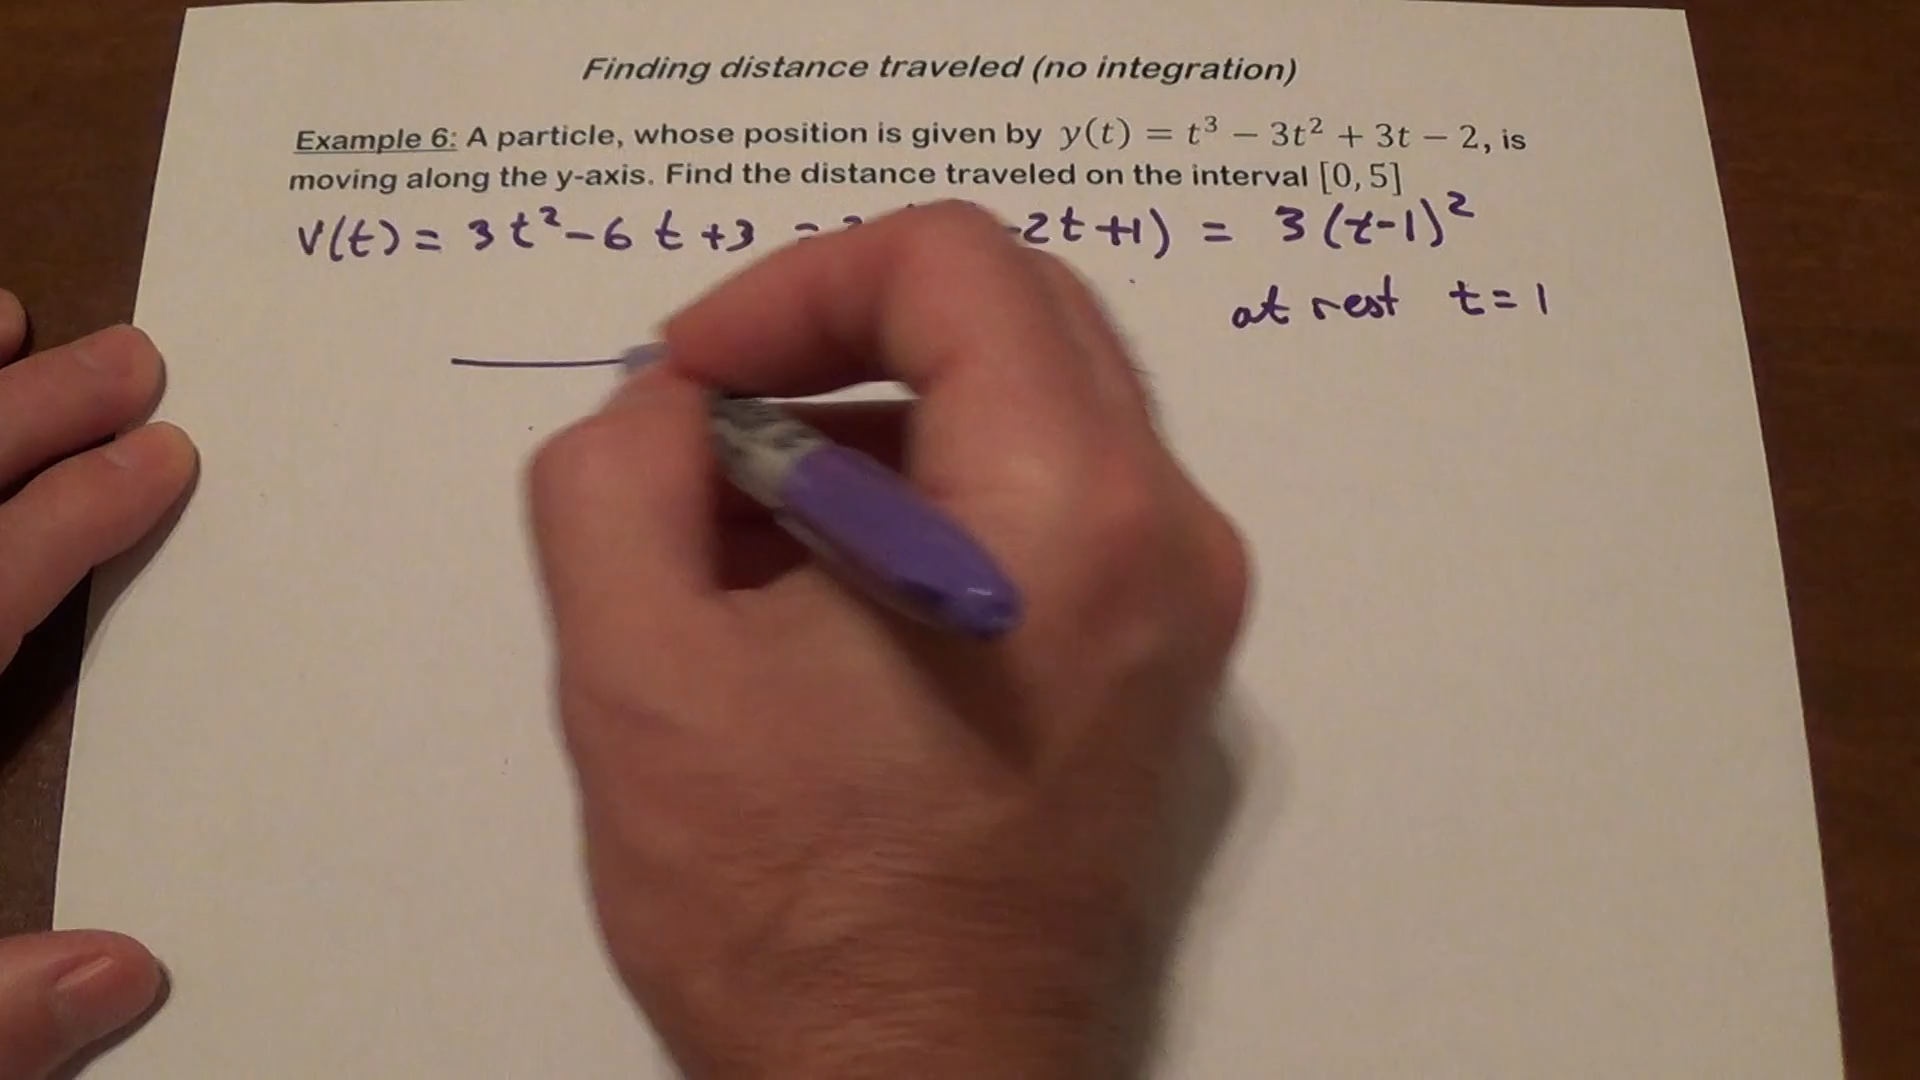 Finding distance traveled (no integration)
Example 6: A particle, whose position is given by y(t) = t³ − 3t² + 3t − 2, is
moving along the y-axis. Find the distance traveled on the interval [0, 5]
v(t) = 3t²-6t+3 = -2t+1) = 3(t-1)²
at rest t=1